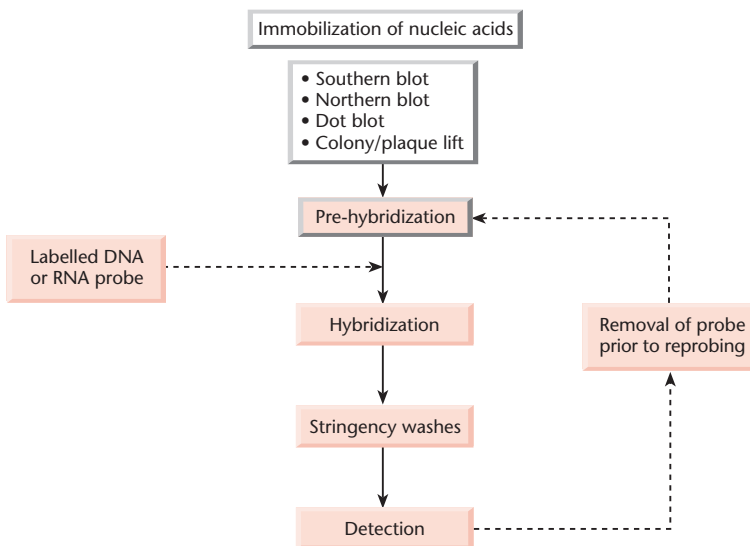 Immobilization of nucleic acids
• Southern blot
• Northern blot
• Dot blot
• Colony/plaque lift
Pre-hybridization
Labelled DNA
or RNA probe
Hybridization
Removal of probe
prior to reprobing
Stringency washes
Detection